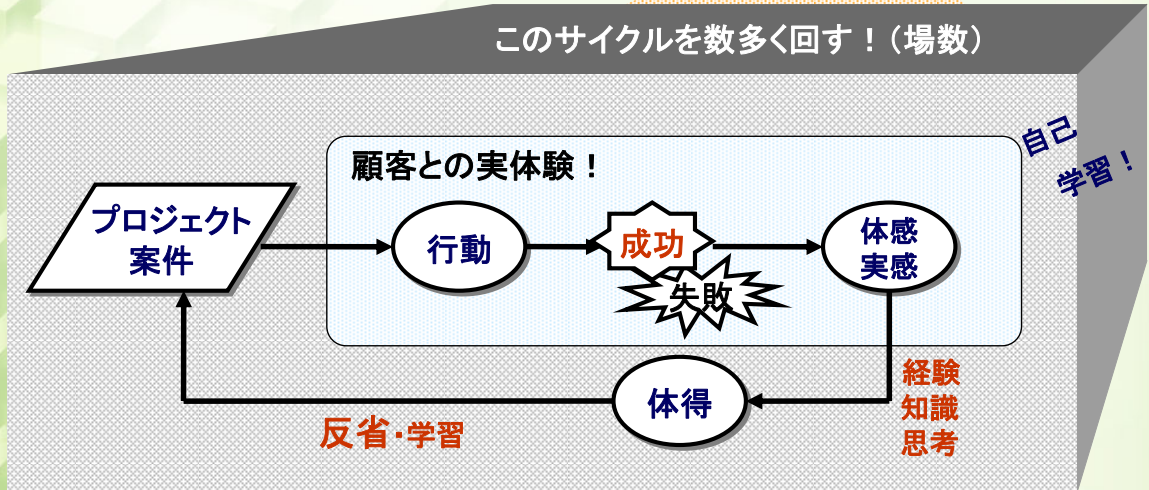 このサイクルを数多く回す！（場数）
自己
学習！
顧客との実体験！
プロジェクト
案件
行動
成功
失敗
体感
実感
経験
知識
思考
体得
反省・学習